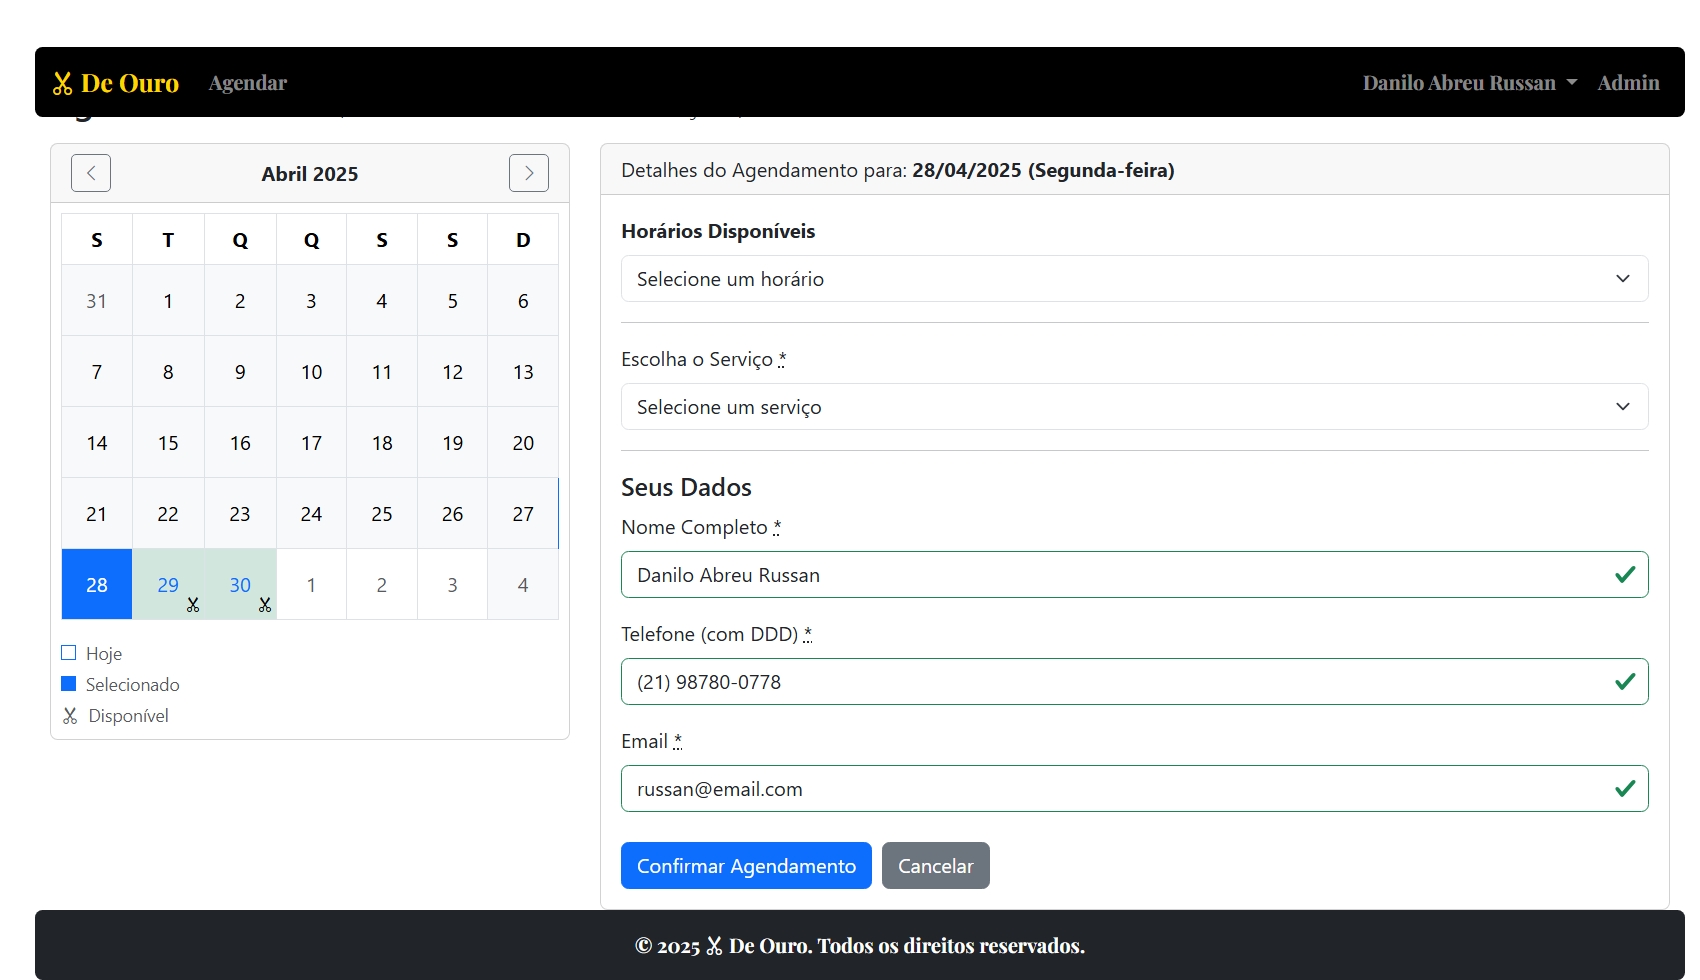 De Ouro Agendar Danilo Abreu Russan Admin
Abril 2025
S T Q Q S S D
31 1 2 3 4 5 6
7 8 9 10 11 12 13
14 15 16 17 18 19 20
21 22 23 24 25 26 27
28 29 30 1 2 3 4
Hoje
Selecionado
Disponível
Detalhes do Agendamento para: 28/04/2025 (Segunda-feira)
Horários Disponíveis
Selecione um horário
Escolha o Serviço *
Selecione um serviço
Seus Dados
Nome Completo *
Danilo Abreu Russan
Telefone (com DDD) *
(21) 98780-0778
Email *
russan@email.com
Confirmar Agendamento Cancelar
© 2025 De Ouro. Todos os direitos reservados.